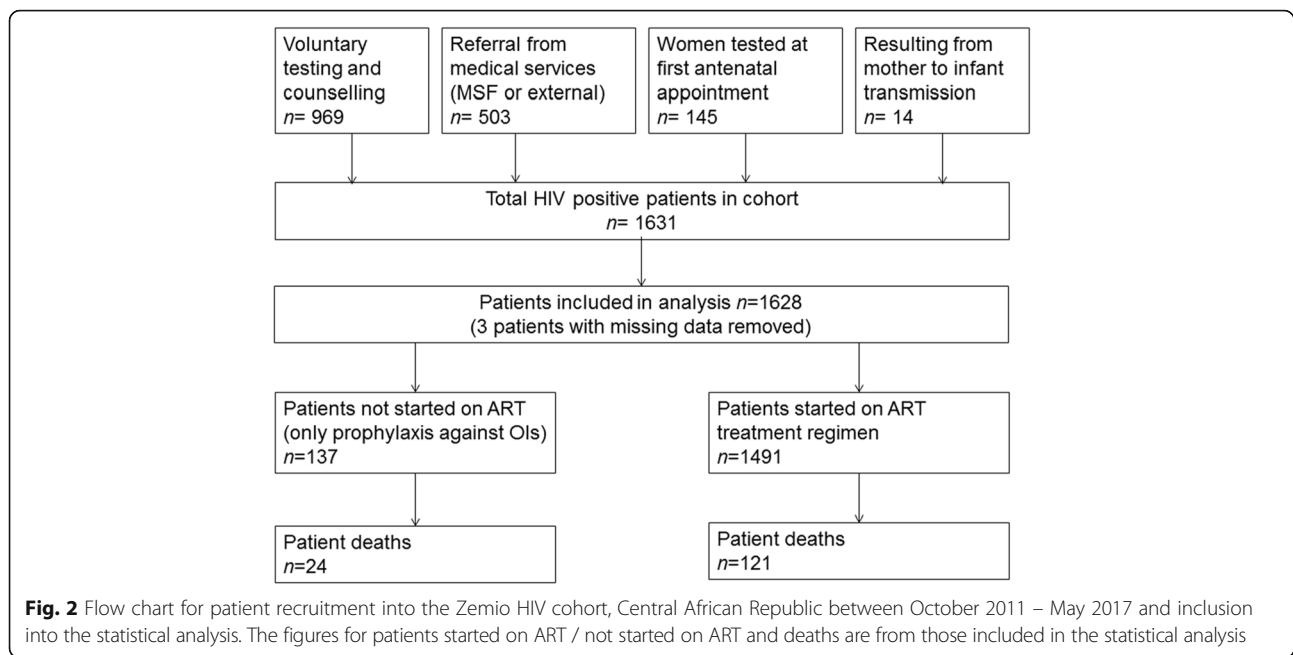 Voluntary
testing and
counselling
n= 969
Referral from
medical services
(MSF or external)
n= 503
Women tested at
first antenatal
appointment
n= 145
Resulting from
mother to infant
transmission
n= 14
Total HIV positive patients in cohort
n= 1631
Patients included in analysis n=1628
(3 patients with missing data removed)
Patients not started on ART
(only prophylaxis against OIs)
n=137
Patients started on ART
treatment regimen
n=1491
Patient deaths
n=24
Patient deaths
n=121
Fig. 2 Flow chart for patient recruitment into the Zemio HIV cohort, Central African Republic between October 2011 – May 2017 and inclusion
into the statistical analysis. The figures for patients started on ART / not started on ART and deaths are from those included in the statistical analysis